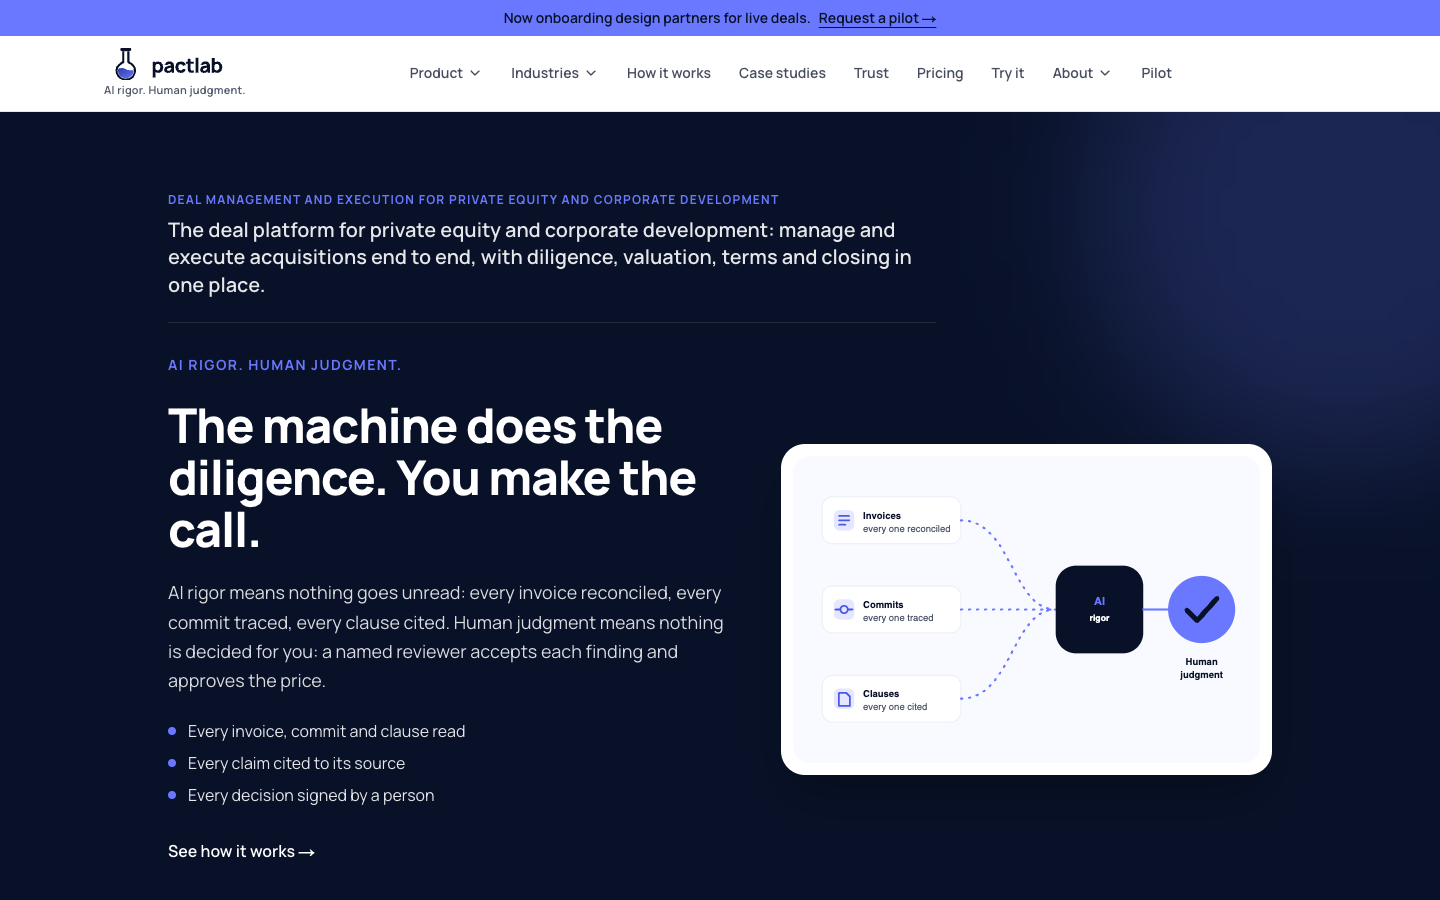 Now onboarding design partners for live deals. Request a pilot →
pactlab
AI rigor. Human judgment.
Product Industries How it works Case studies Trust Pricing Try it About Pilot
DEAL MANAGEMENT AND EXECUTION FOR PRIVATE EQUITY AND CORPORATE DEVELOPMENT
The deal platform for private equity and corporate development: manage and
execute acquisitions end to end, with diligence, valuation, terms and closing in
one place.
AI RIGOR. HUMAN JUDGMENT.
The machine does the
diligence. You make the
call.
AI rigor means nothing goes unread: every invoice reconciled, every
commit traced, every clause cited. Human judgment means nothing
is decided for you: a named reviewer accepts each finding and
approves the price.
Every invoice, commit and clause read
Every claim cited to its source
Every decision signed by a person
See how it works →
Invoices
every one reconciled
Commits
every one traced
Clauses
every one cited
AI
rigor
Human
judgment